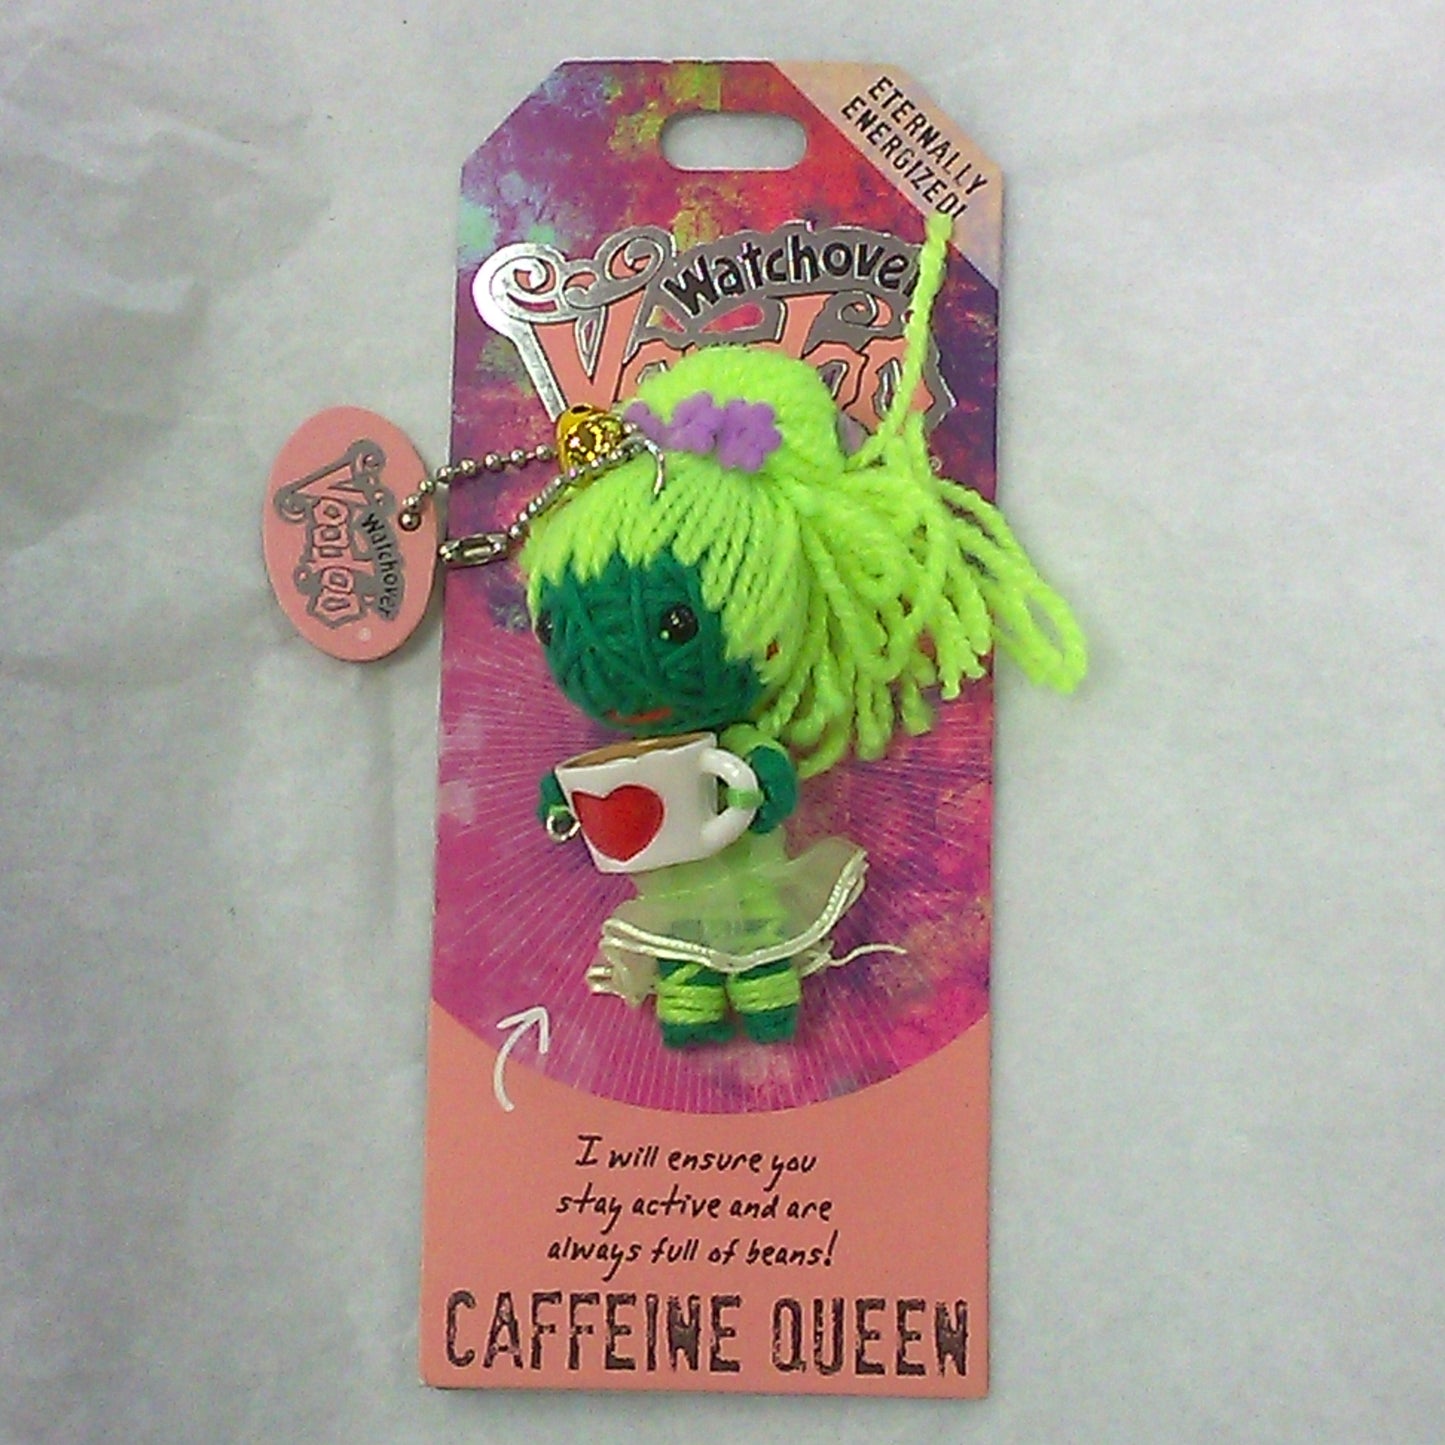 ETERNALLY
ENERGIZED!
Watchover
Voodoo
Watchover
Voodoo
®
I will ensure you
stay active and are
always full of beans!
CAFFEINE QUEEN